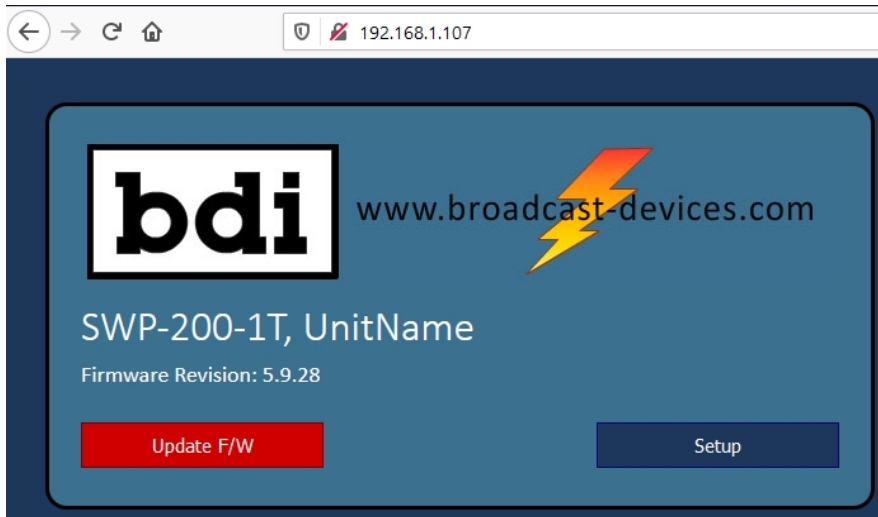 192.168.1.107
bdi
www.broadcast-devices.com
SWP-200-1T, UnitName
Firmware Revision: 5.9.28
Update F/W
Setup